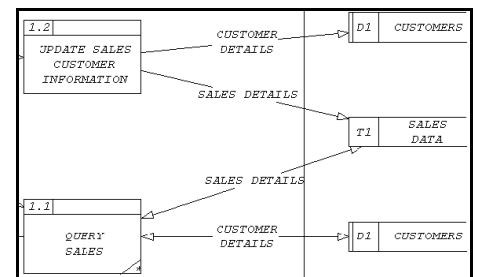 1.2
UPDATE SALES
CUSTOMER
INFORMATION
CUSTOMER
DETAILS
D1 CUSTOMERS
SALES DETAILS
T1
SALES
DATA
SALES DETAILS
1.1
QUERY
SALES
*
CUSTOMER
DETAILS
D1 CUSTOMERS